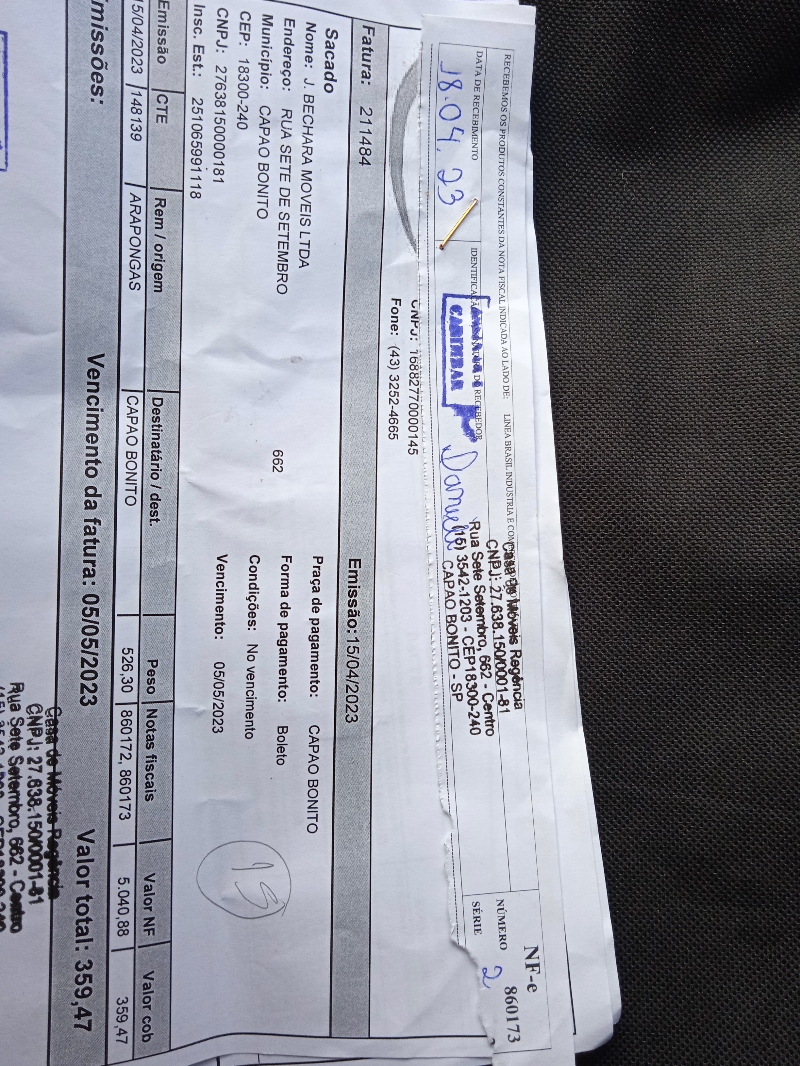 RECEBEMOS OS PRODUTOS CONSTANTES DA NOTA FISCAL INDICADA AO LADO DE: LINEA BRASIL INDUSTRIA E COM
NF-e
DATA DE RECEBIMENTO
18.04.23
CARIMBAR
RECEBEDOR
Danielle
Casa de Móveis Regência
CNPJ: 27.638.150/0001-81
Rua Sete Setembro, 662 - Centro
(15) 3542-1203 - CEP18300-240
CAPAO BONITO - SP
NÚMERO 860173
SÉRIE 2
CNPJ: 16882770000145
Fone: (43) 3252-4665
Fatura: 211484 Emissão: 15/04/2023
Sacado
Nome: J. BECHARA MOVEIS LTDA Praça de pagamento: CAPAO BONITO
Endereço: RUA SETE DE SETEMBRO 662 Forma de pagamento: Boleto
Município: CAPAO BONITO Condições: No vencimento
CEP: 18300-240 Vencimento: 05/05/2023
CNPJ: 27638150000181
Insc. Est.: 251065991118
15
Emissão CTE Rem / origem Destinatário / dest. Peso Notas fiscais Valor NF Valor cob
5/04/2023 148139 ARAPONGAS CAPAO BONITO 526,30 860172, 860173 5.040,88 359,47
missões: Vencimento da fatura: 05/05/2023 Valor total: 359,47
Casa de Móveis Regência
CNPJ: 27.638.150/0001-81
Rua Sete Setembro, 662 - Centro